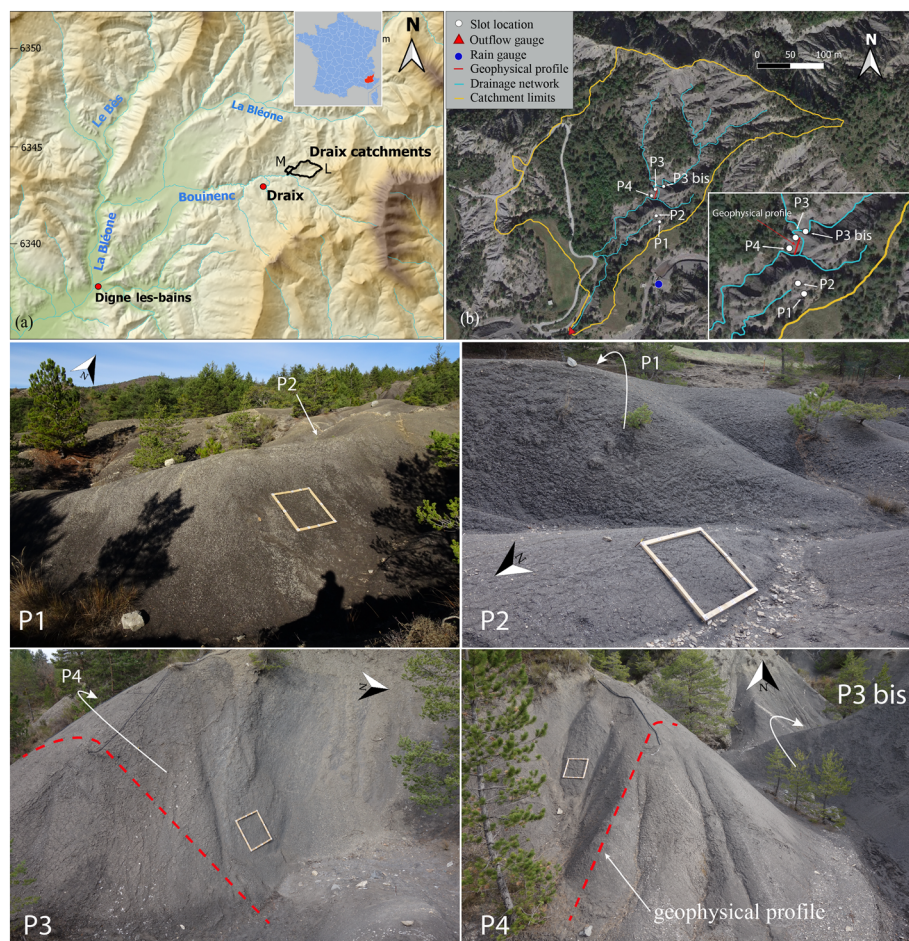 6350
6345
6340
m
N
Le Bès
La Bléone
Draix catchments
M
L
Bouinenc
Draix
La Bléone
Digne les-bains
(a)
Slot location
Outflow gauge
Rain gauge
Geophysical profile
Drainage network
Catchment limits
0 50 100 m
N
P3
P3 bis
P4
P2
P1
P3
Geophysical profile
P3 bis
P4
P2
P1
(b)
N
P2
P1
P1
N
P2
P4
N
P3
P3 bis
N
geophysical profile
P4